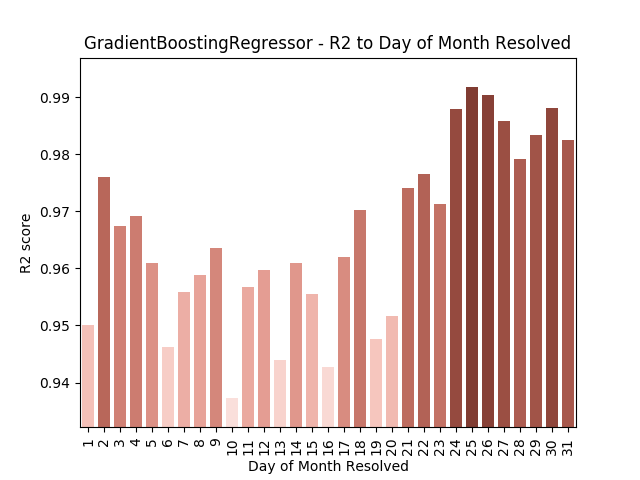 GradientBoostingRegressor - R2 to Day of Month Resolved
0.99
0.98
0.97
0.96
0.95
0.94
R2 score
1 2 3 4 5 6 7 8 9 10 11 12 13 14 15 16 17 18 19 20 21 22 23 24 25 26 27 28 29 30 31
Day of Month Resolved